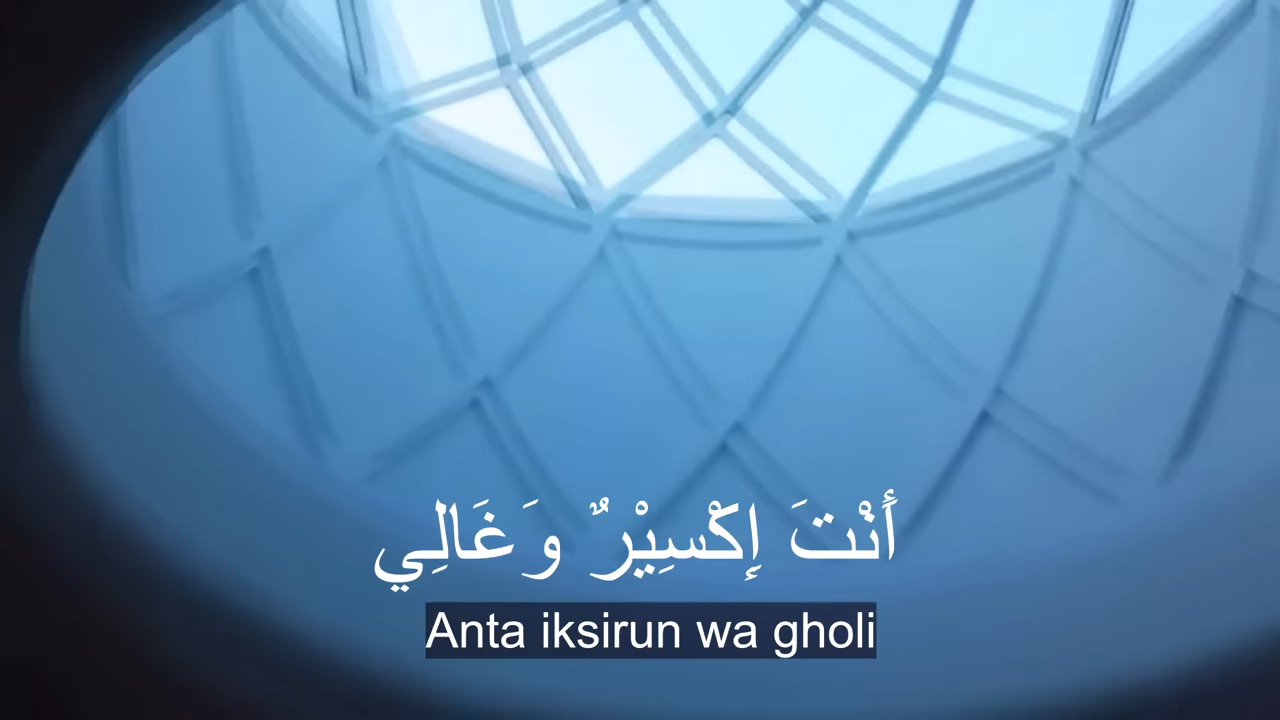 أَنْتَ إِكْسِيْرٌ وَغَالِي
Anta iksirun wa gholi